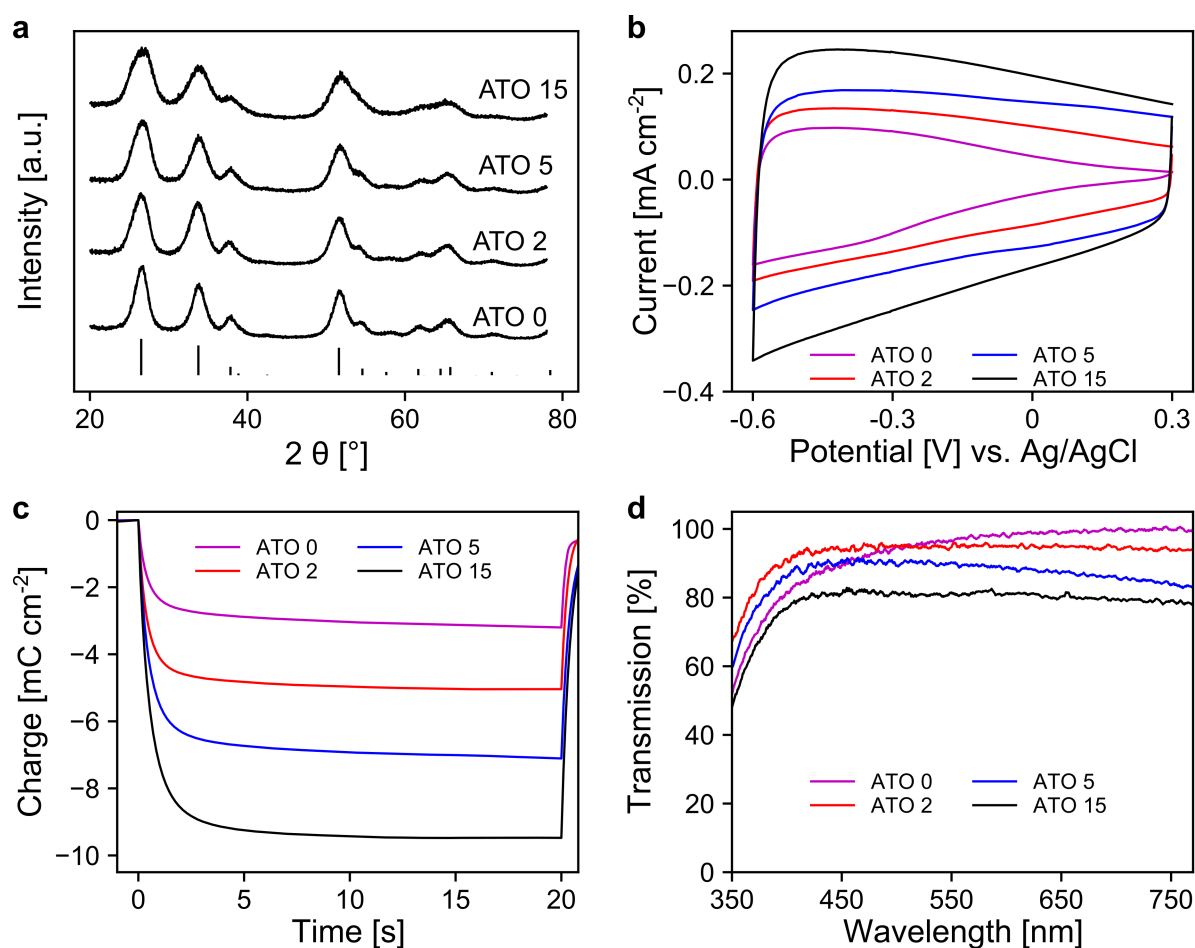 a
Intensity [a.u.]
ATO 15
ATO 5
ATO 2
ATO 0
20
40
60
80
2 θ [°]
b
Current [mA cm-2]
0.2
0.0
−0.2
−0.4
ATO 0
ATO 5
ATO 2
ATO 15
-0.6
-0.3
0
0.3
Potential [V] vs. Ag/AgCl
c
Charge [mC cm-2]
0
−2
−4
−6
−8
−10
ATO 0
ATO 5
ATO 2
ATO 15
0
5
10
15
20
Time [s]
d
Transmission [%]
100
80
60
40
20
0
ATO 0
ATO 5
ATO 2
ATO 15
350
450
550
650
750
Wavelength [nm]